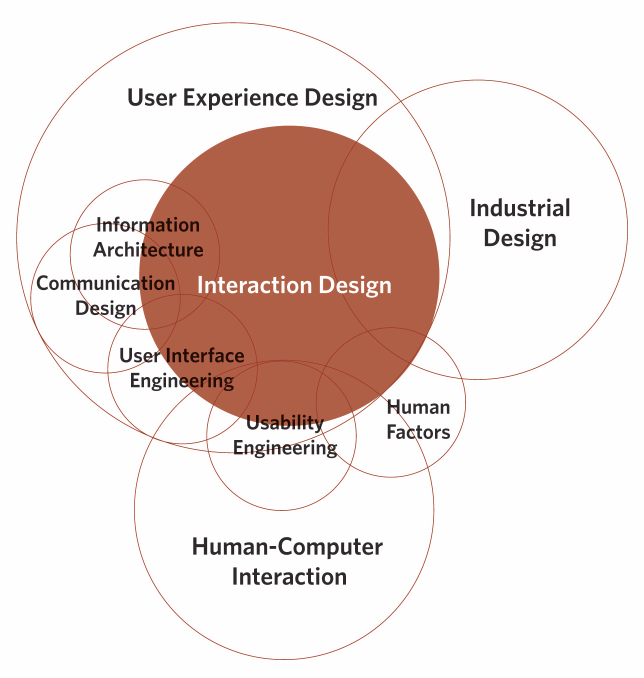 User Experience Design
Industrial
Design
Information
Architecture
Communication
Design
Interaction Design
User Interface
Engineering
Usability
Engineering
Human
Factors
Human-Computer
Interaction